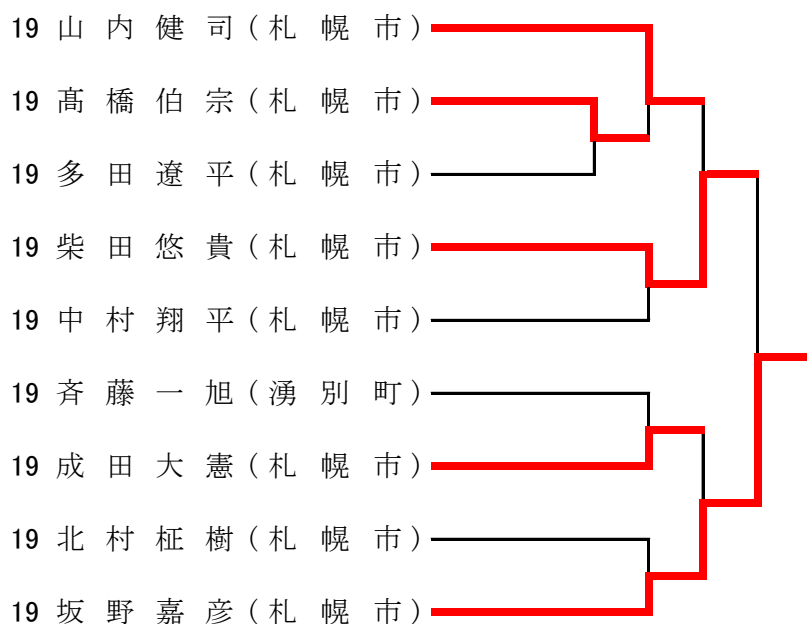 19 山内健司(札幌市)
19 髙橋伯宗(札幌市)
19 多田遼平(札幌市)
19 柴田悠貴(札幌市)
19 中村翔平(札幌市)
19 斉藤一旭(湧別町)
19 成田大憲(札幌市)
19 北村柾樹(札幌市)
19 坂野嘉彦(札幌市)